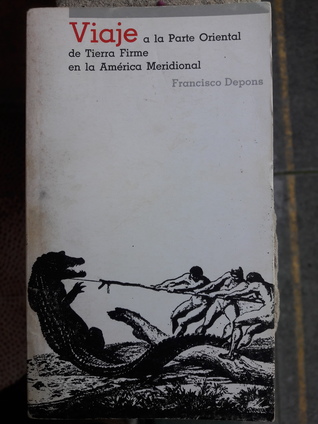 Viaje a la Parte Oriental
de Tierra Firme
en la América Meridional
Francisco Depons